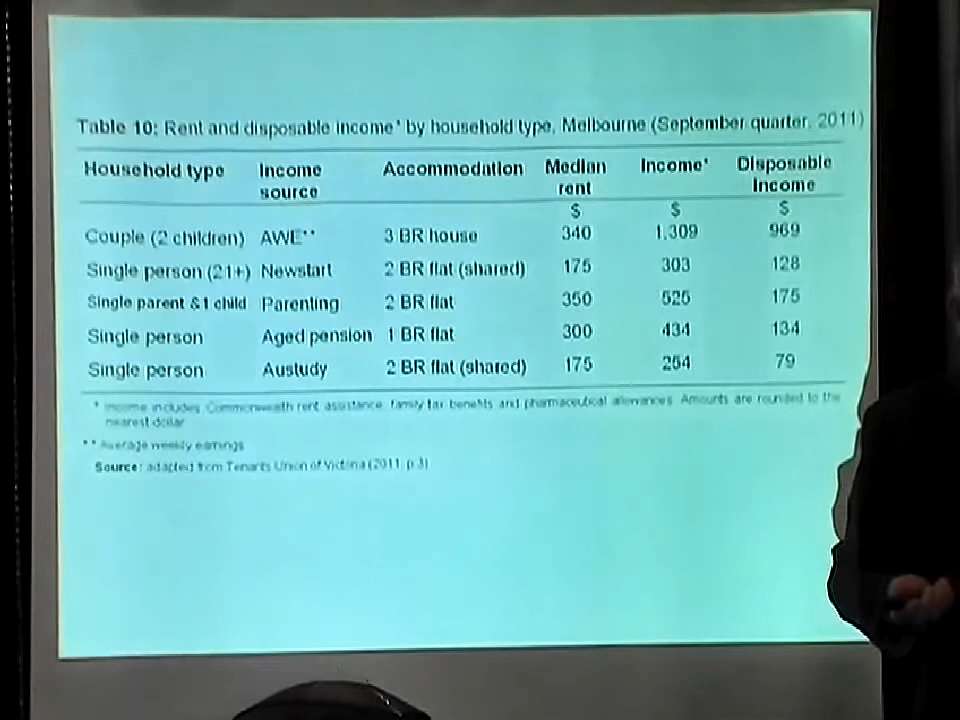 Table 10: Rent and disposable income* by household type, Melbourne (September quarter, 2011)
Household type Income source Accommodation Median rent Income* Disposable Income
$ $ $
Couple (2 children) AWE** 3 BR house 340 1,309 969
Single person (21+) Newstart 2 BR flat (shared) 175 303 128
Single parent & 1 child Parenting 2 BR flat 350 525 175
Single person Aged pension 1 BR flat 300 434 134
Single person Austudy 2 BR flat (shared) 175 254 79
* Income includes Commonwealth rent assistance, family tax benefits and pharmaceutical allowances. Amounts are rounded to the
nearest dollar
** Average weekly earnings
Source: adapted from Tenants Union of Victoria (2011, p.3)